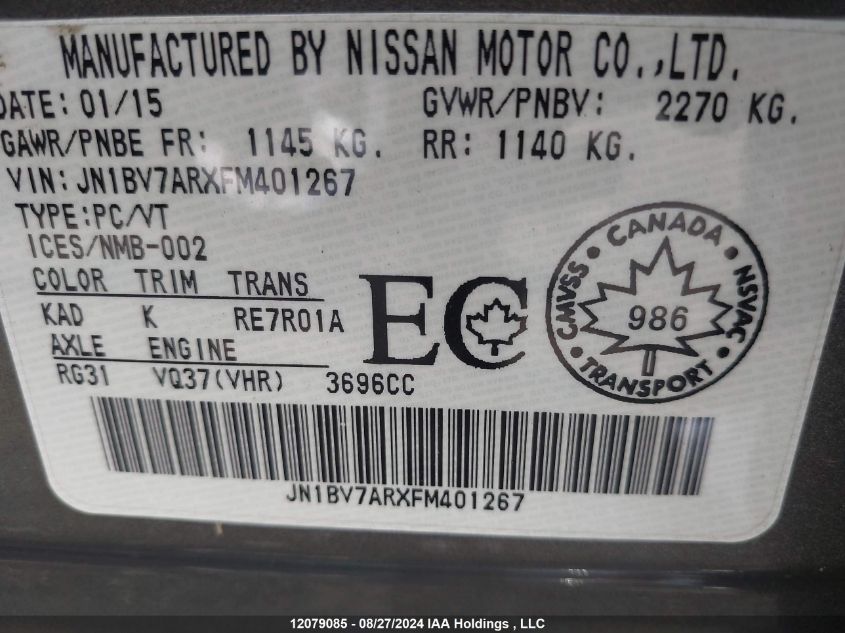 MANUFACTURED BY NISSAN MOTOR CO.,LTD.
DATE: 01/15 GVWR/PNBV: 2270 KG.
GAWR/PNBE FR: 1145 KG. RR: 1140 KG.
VIN: JN1BV7ARXFM401267
TYPE:PC/VT
ICES/NMB-002
COLOR TRIM TRANS
KAD K RE7R01A
AXLE ENGINE
RG31 VQ37(VHR) 3696CC
EC
CANADA
CMVSS • NSVAC
986
TRANSPORT
JN1BV7ARXFM401267
12079085 - 08/27/2024 IAA Holdings , LLC